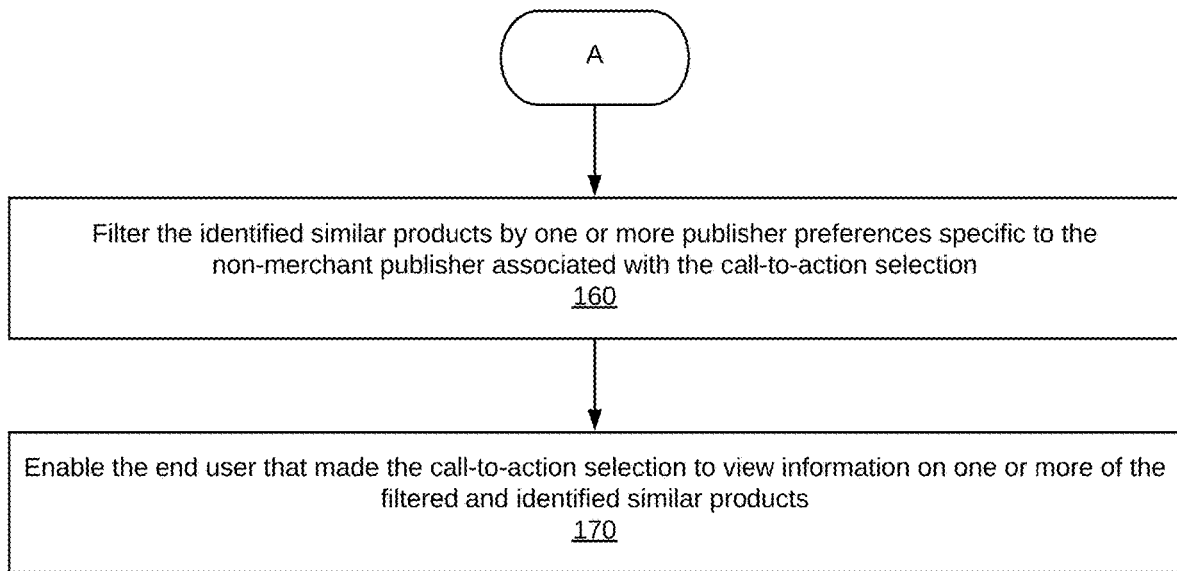 A
Filter the identified similar products by one or more publisher preferences specific to the
non-merchant publisher associated with the call-to-action selection
160
Enable the end user that made the call-to-action selection to view information on one or more of the
filtered and identified similar products
170